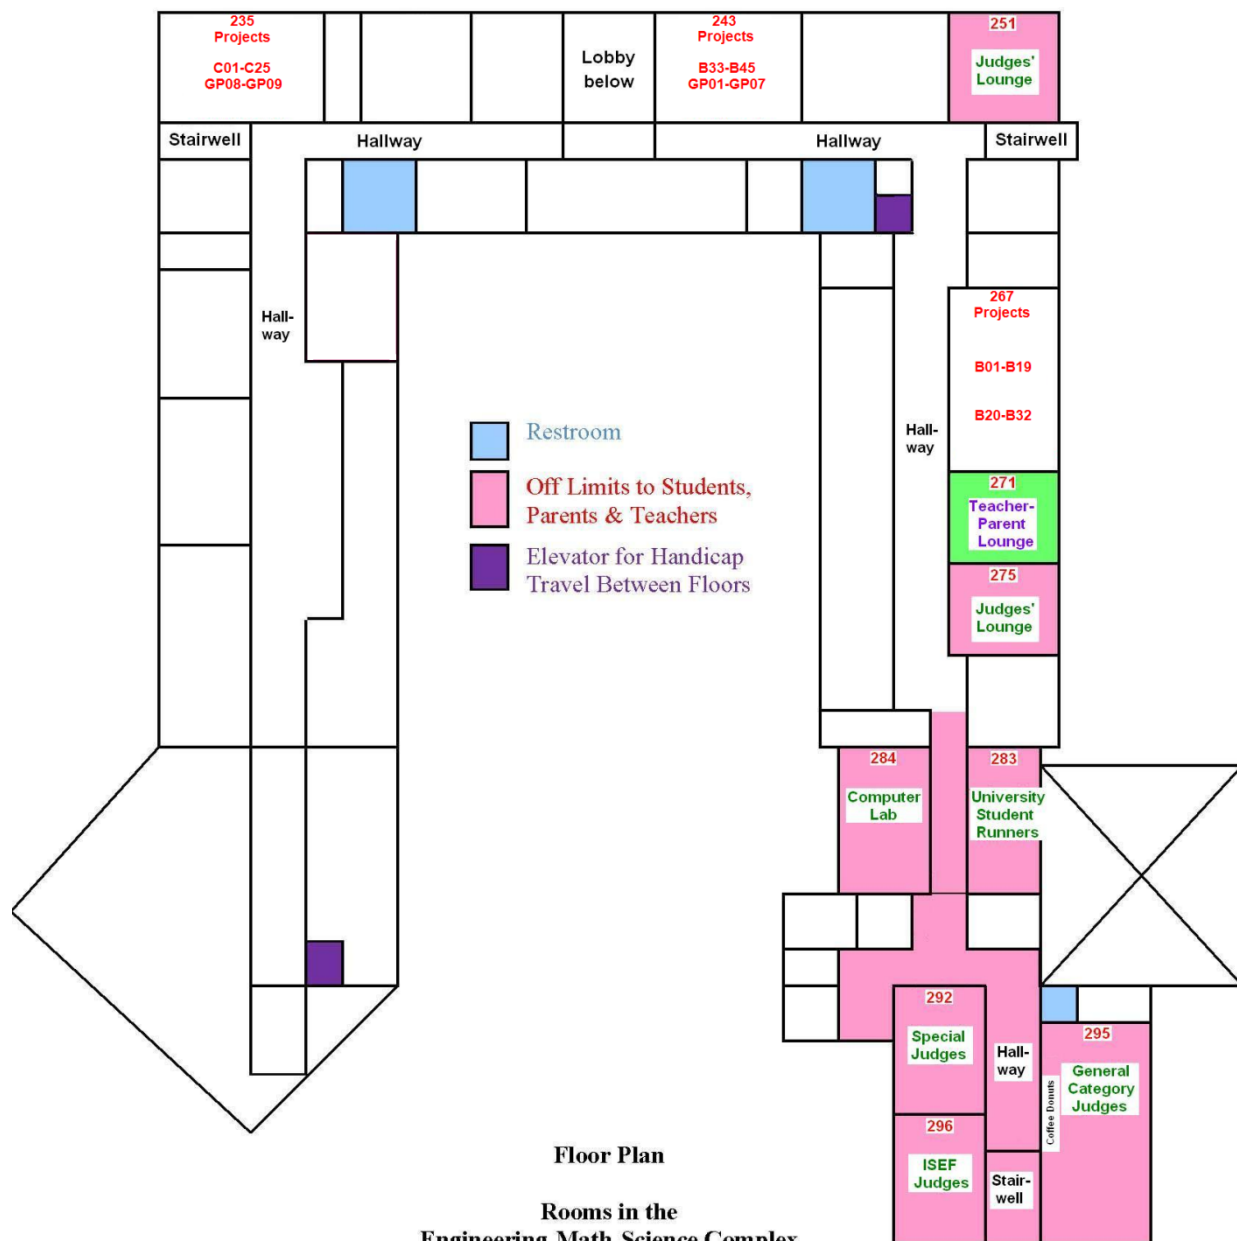 235
Projects
C01-C25
GP08-GP09
Lobby
below
243
Projects
B33-B45
GP01-GP07
251
Judges'
Lounge
Stairwell
Hallway
Hallway
Stairwell
Hall-
way
267
Projects
B01-B19
B20-B32
Hall-
way
Restroom
Off Limits to Students,
Parents & Teachers
Elevator for Handicap
Travel Between Floors
271
Teacher-
Parent
Lounge
275
Judges'
Lounge
284
Computer
Lab
283
University
Student
Runners
292
Special
Judges
Hall-
way
295
General
Category
Judges
Coffee Donuts
296
ISEF
Judges
Stair-
well
Floor Plan
Rooms in the
Engineering-Math-Science Complex